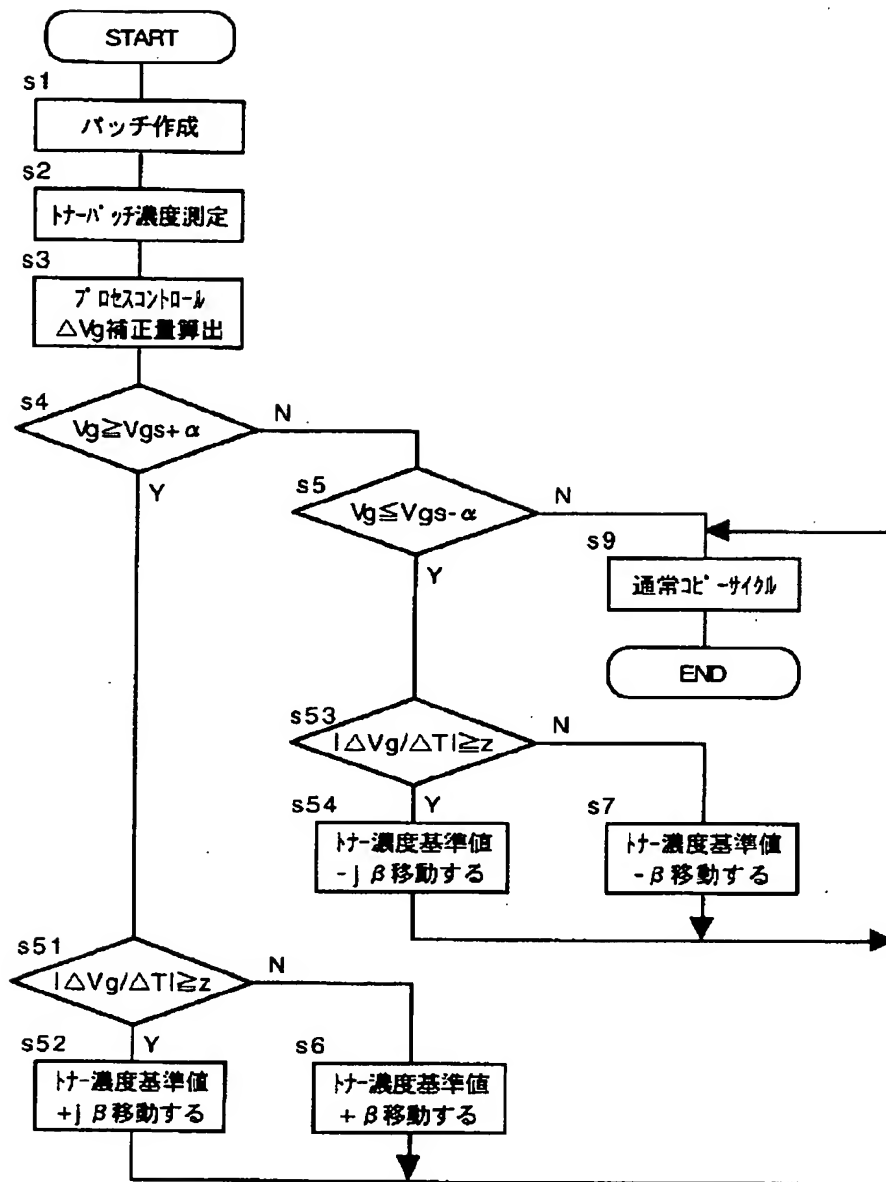 START
s1
パッチ作成
s2
トナーパッチ濃度測定
s3
プロセスコントロール
△Vg補正量算出
s4
Vg≧Vgs+α
N
Y
s5
Vg≦Vgs-α
N
Y
s9
通常コピーサイクル
END
s53
|△Vg/△T|≧z
N
Y
s54
トナー濃度基準値
-jβ移動する
s7
トナー濃度基準値
-β移動する
s51
|△Vg/△T|≧z
N
Y
s52
トナー濃度基準値
+jβ移動する
s6
トナー濃度基準値
+β移動する